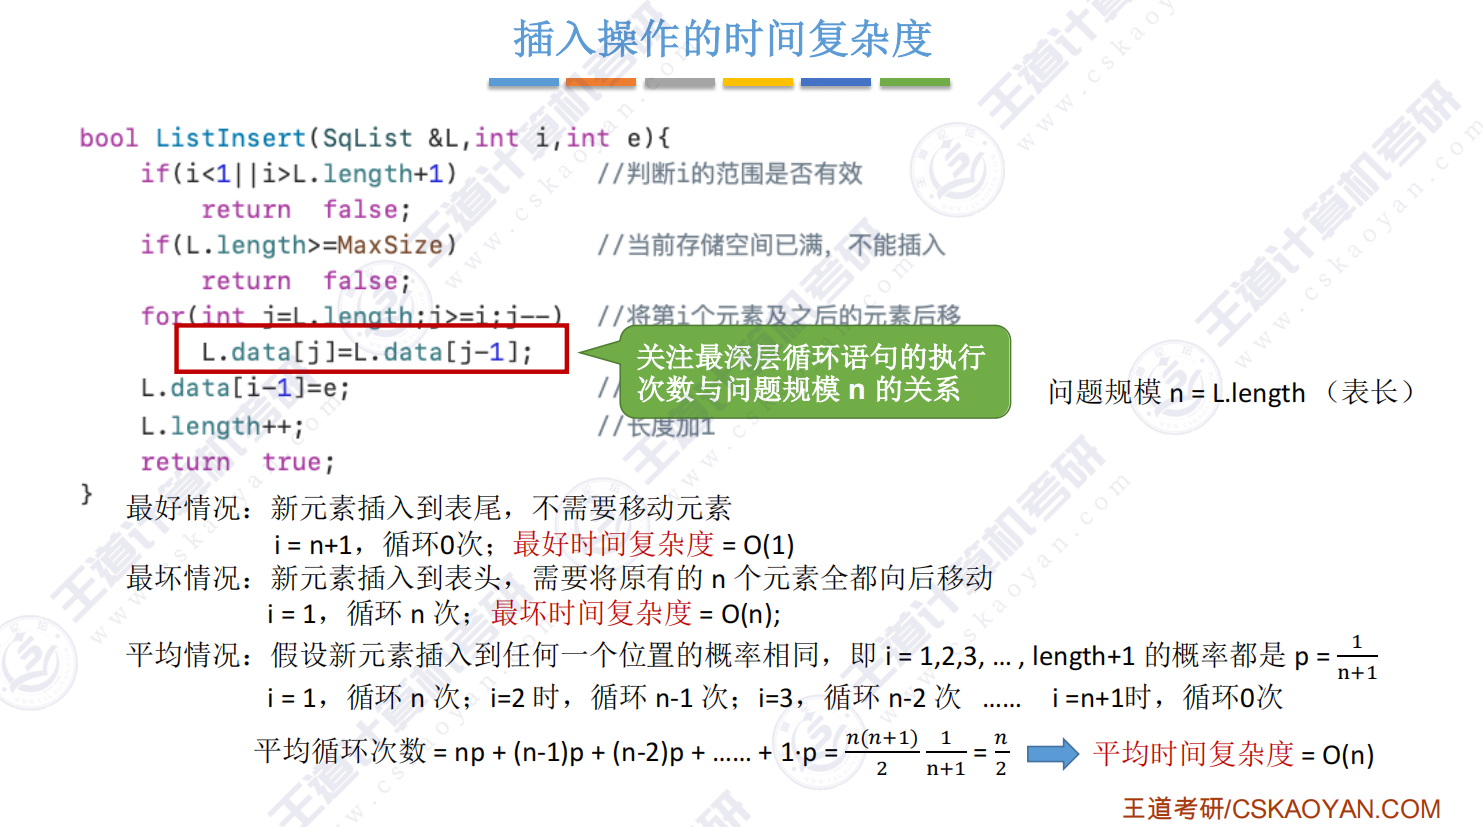 插入操作的时间复杂度
bool ListInsert(SqList &L,int i,int e){
if(i<1||i>L.length+1) //判断i的范围是否有效
return false;
if(L.length>=MaxSize) //当前存储空间已满，不能插入
return false;
for(int j=L.length;j>=i;j--) //将第i个元素及之后的元素后移
L.data[j]=L.data[j-1];
关注最深层循环语句的执行
次数与问题规模 n 的关系
L.data[i-1]=e; //
问题规模 n = L.length （表长）
L.length++; //长度加1
return true;
}
最好情况：新元素插入到表尾，不需要移动元素
i = n+1，循环0次；最好时间复杂度 = O(1)
最坏情况：新元素插入到表头，需要将原有的 n 个元素全都向后移动
i = 1，循环 n 次；最坏时间复杂度 = O(n);
平均情况：假设新元素插入到任何一个位置的概率相同，即 i = 1,2,3, … , length+1 的概率都是 p = 1/(n+1)
i = 1，循环 n 次；i=2 时，循环 n-1 次；i=3，循环 n-2 次 …… i =n+1时，循环0次
平均循环次数 = np + (n-1)p + (n-2)p + …… + 1·p = n(n+1)/2 1/(n+1) = n/2 平均时间复杂度 = O(n)
王道考研/CSKAOYAN.COM
王道计算机考研
www.cskaoyan.com